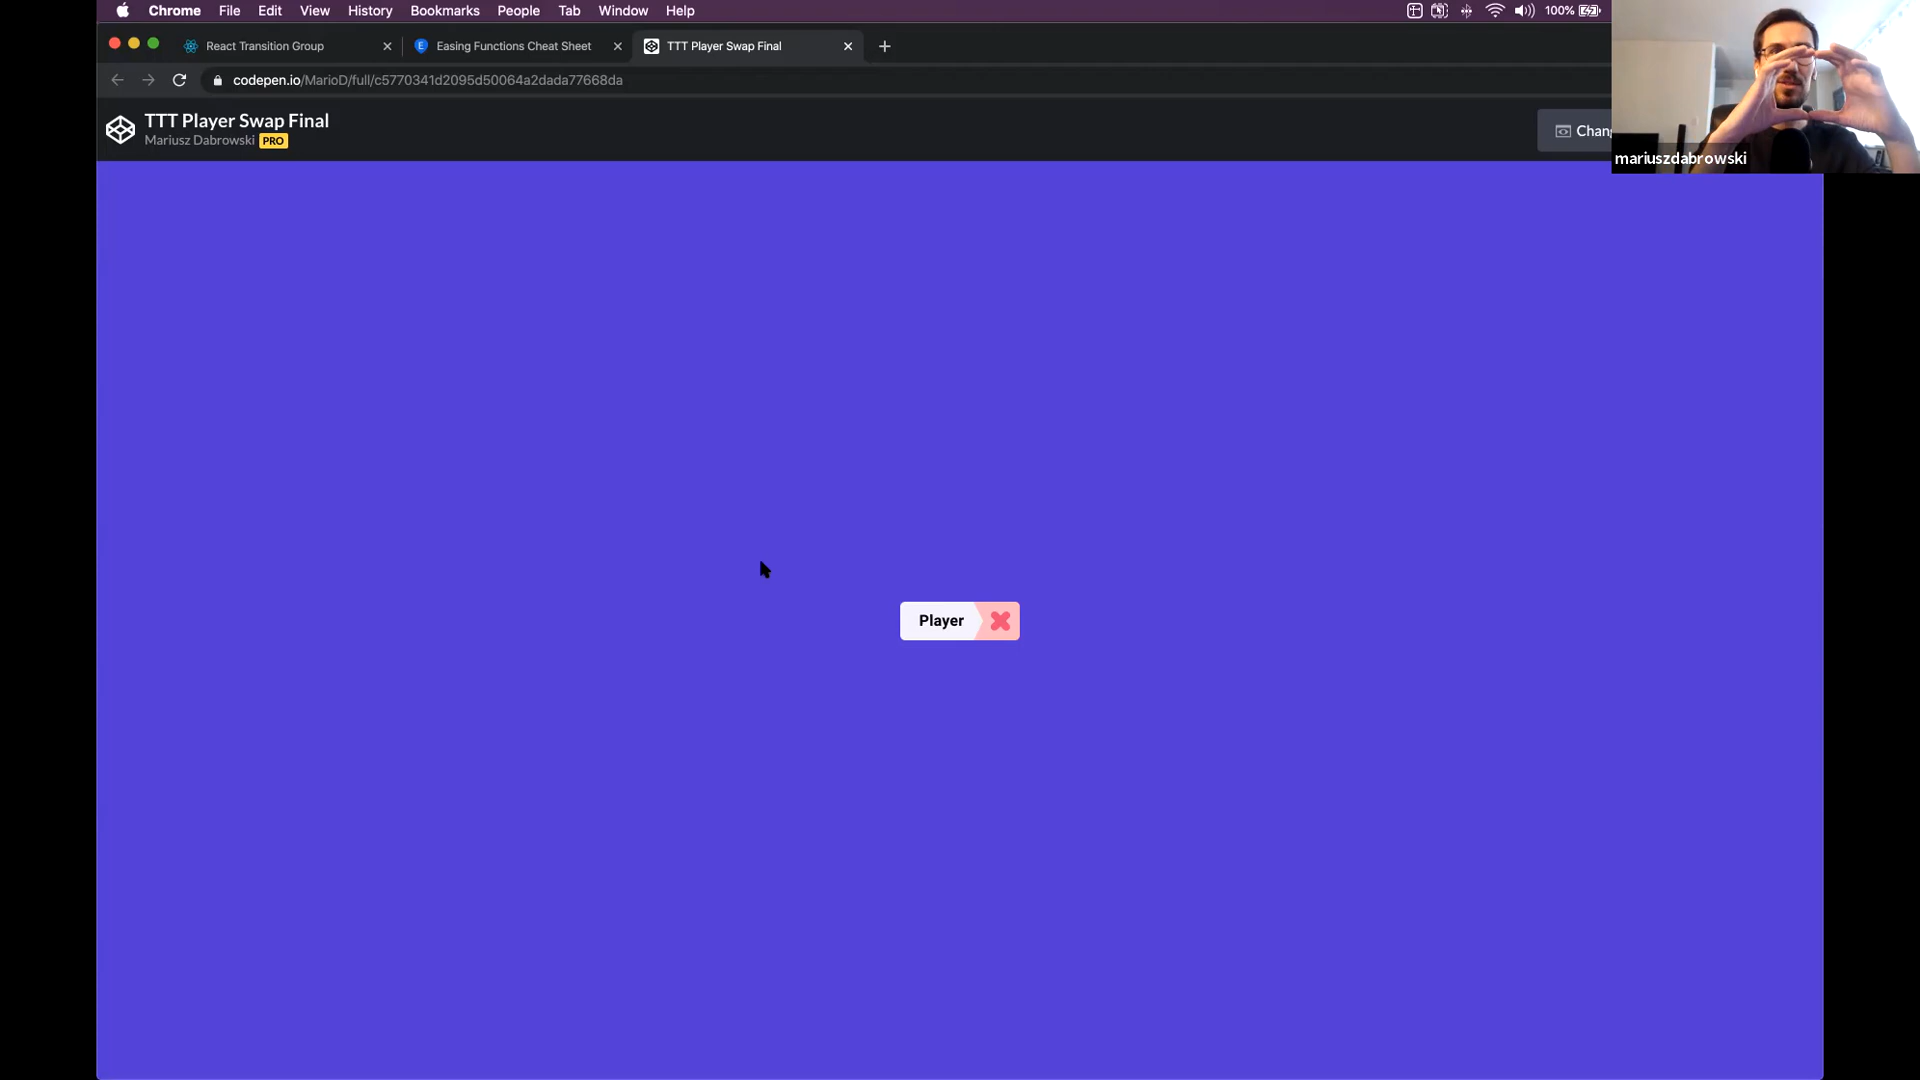 Chrome File Edit View History Bookmarks People Tab Window Help 100%
React Transition Group Easing Functions Cheat Sheet TTT Player Swap Final
codepen.io/MarioD/full/c5770341d2095d50064a2dada77668da
TTT Player Swap Final
Mariusz Dabrowski PRO
Chang
mariuszdabrowski
Player